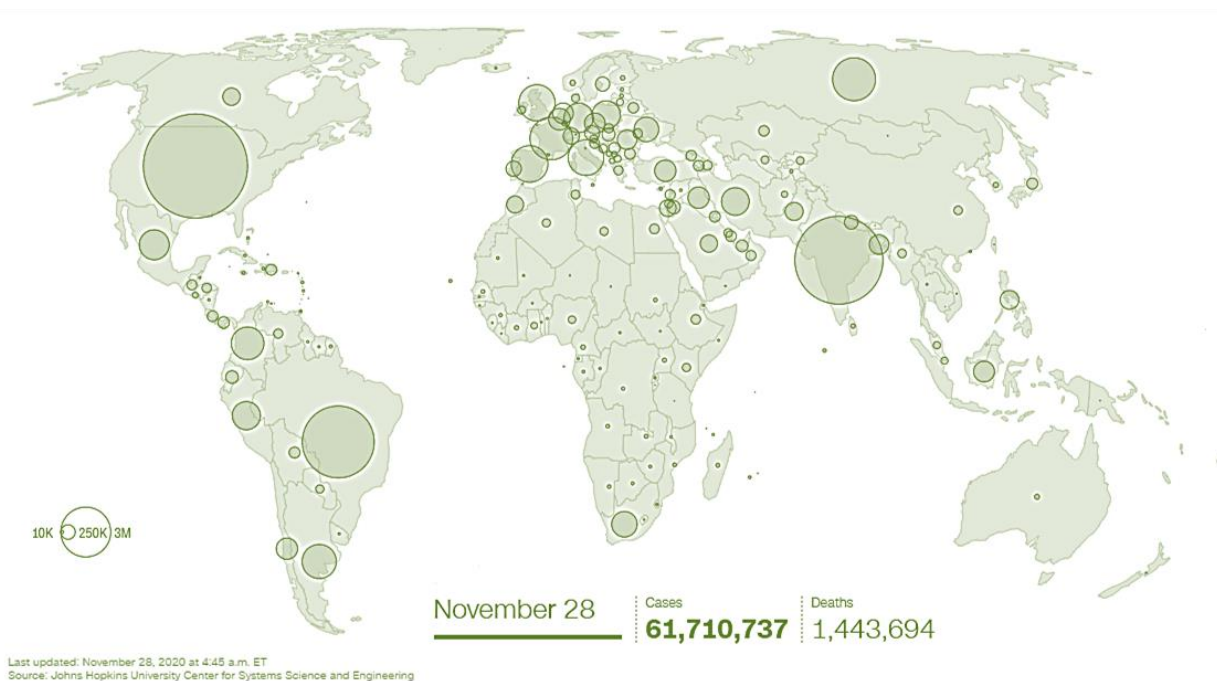 10K 250K 3M
November 28
Cases
61,710,737
Deaths
1,443,694
Last updated: November 28, 2020 at 4:45 a.m. ET
Source: Johns Hopkins University Center for Systems Science and Engineering